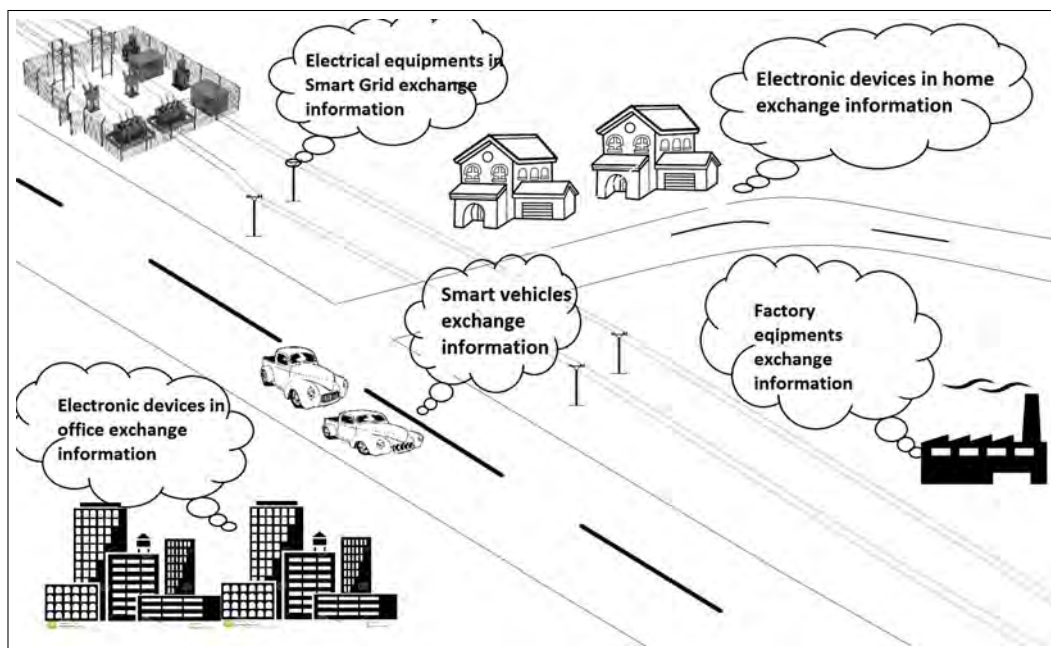 Electrical equipments in
Smart Grid exchange
information
Electronic devices in home
exchange information
Smart vehicles
exchange
information
Factory
eqipments
exchange
information
Electronic devices in
office exchange
information